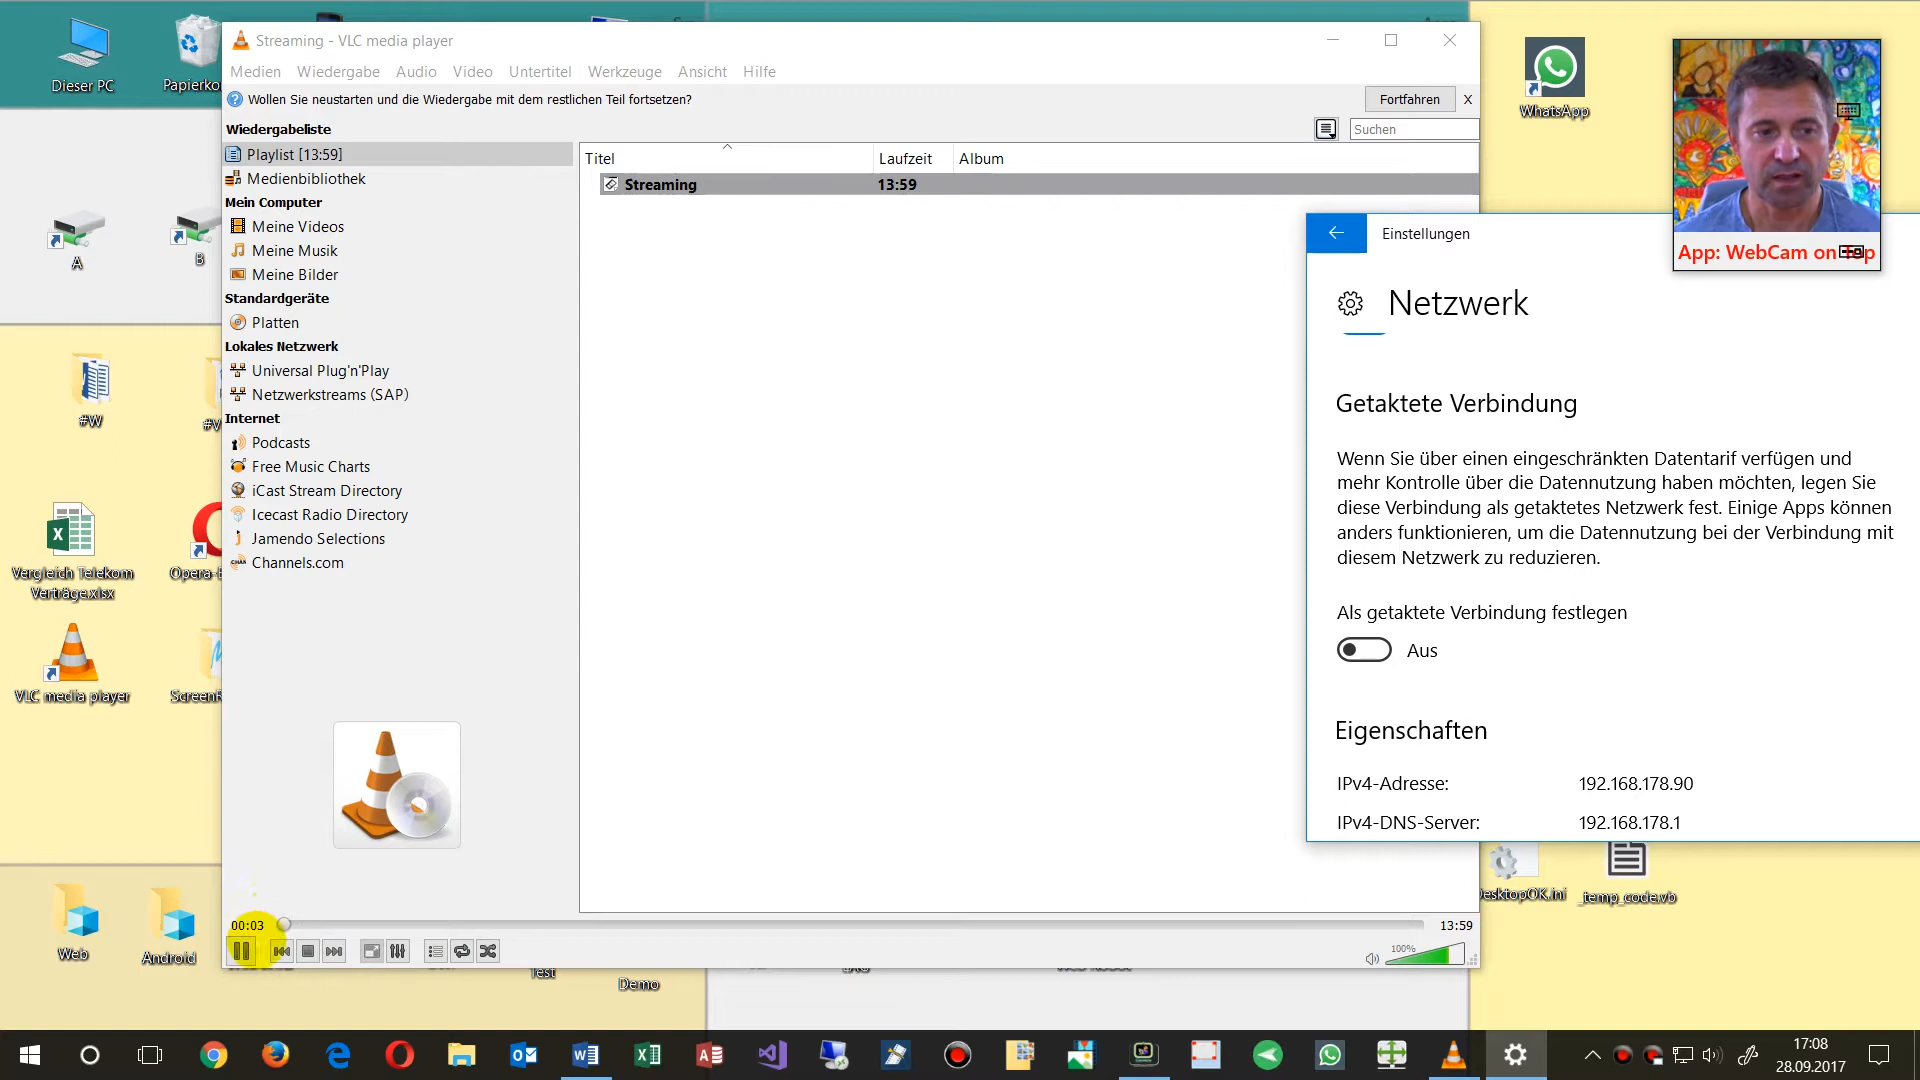 Dieser PC
Papierko
A
B
#W
#V
Vergleich Telekom
Verträge.xlsx
Opera-
VLC media player
ScreenR
Web
Android
Test
Demo
Streaming - VLC media player
Medien Wiedergabe Audio Video Untertitel Werkzeuge Ansicht Hilfe
Wollen Sie neustarten und die Wiedergabe mit dem restlichen Teil fortsetzen?
Fortfahren X
Wiedergabeliste
Suchen
Playlist [13:59]
Medienbibliothek
Mein Computer
Meine Videos
Meine Musik
Meine Bilder
Standardgeräte
Platten
Lokales Netzwerk
Universal Plug'n'Play
Netzwerkstreams (SAP)
Internet
Podcasts
Free Music Charts
iCast Stream Directory
Icecast Radio Directory
Jamendo Selections
Channels.com
Titel Laufzeit Album
Streaming 13:59
00:03
13:59
100%
WhatsApp
App: WebCam on Top
Einstellungen
Netzwerk
Getaktete Verbindung
Wenn Sie über einen eingeschränkten Datentarif verfügen und
mehr Kontrolle über die Datennutzung haben möchten, legen Sie
diese Verbindung als getaktetes Netzwerk fest. Einige Apps können
anders funktionieren, um die Datennutzung bei der Verbindung mit
diesem Netzwerk zu reduzieren.
Als getaktete Verbindung festlegen
Aus
Eigenschaften
IPv4-Adresse: 192.168.178.90
IPv4-DNS-Server: 192.168.178.1
DesktopOK.ini
_temp_code.vb
17:08
28.09.2017